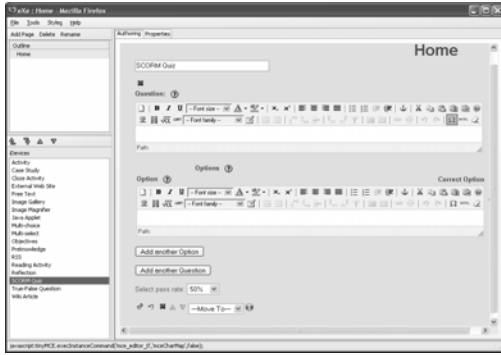 eXe : Home - Mozilla Firefox
File Tools Styles Help
Add Page Delete Rename
Outline
Home
Authoring Properties
Home
SCORM Quiz
Question:
-- Font size --
-- Font family --
Path:
Options
Option Correct Option
-- Font size --
-- Font family --
Path:
Add another Option
Add another Question
Select pass rate: 50%
---Move To---
iDevices
Activity
Case Study
Cloze Activity
External Web Site
Free Text
Image Gallery
Image Magnifier
Java Applet
Multi-choice
Multi-select
Objectives
Preknowledge
RSS
Reading Activity
Reflection
SCORM Quiz
True-False Question
Wiki Article